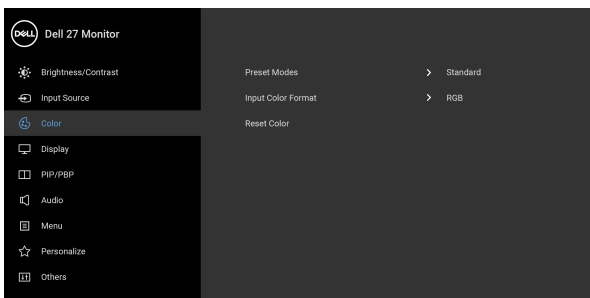 DELL Dell 27 Monitor
Brightness/Contrast
Input Source
Color
Display
PIP/PBP
Audio
Menu
Personalize
Others
Preset Modes > Standard
Input Color Format > RGB
Reset Color